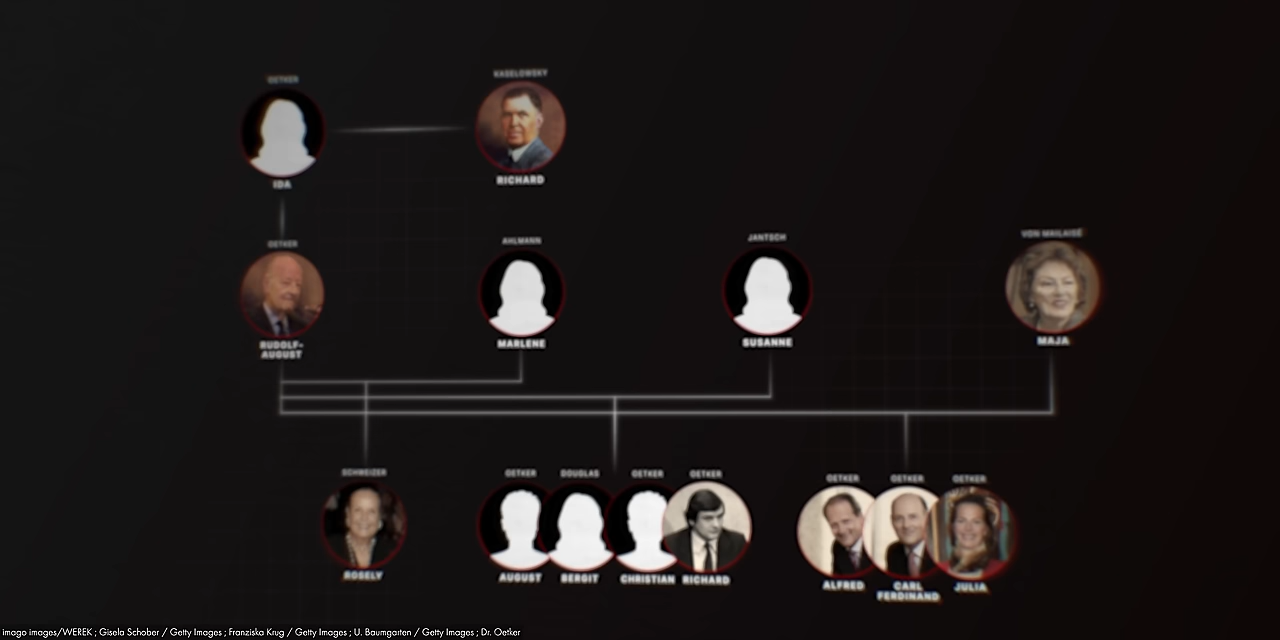 OETKER
KASELOWSKY
IDA
RICHARD
OETKER
AHLMANN
JANTSCH
VON MAILAISE
RUDOLF-
AUGUST
MARLENE
SUSANNE
MAJA
SCHWEIZER
OETKER
DOUGLAS
OETKER
OETKER
OETKER
OETKER
OETKER
ROSELY
AUGUST
BERGIT
CHRISTIAN
RICHARD
ALFRED
CARL
FERDINAND
JULIA
imago images/WEREK ; Gisela Schober / Getty Images ; Franziska Krug / Getty Images ; U. Baumgarten / Getty Images ; Dr. Oetker